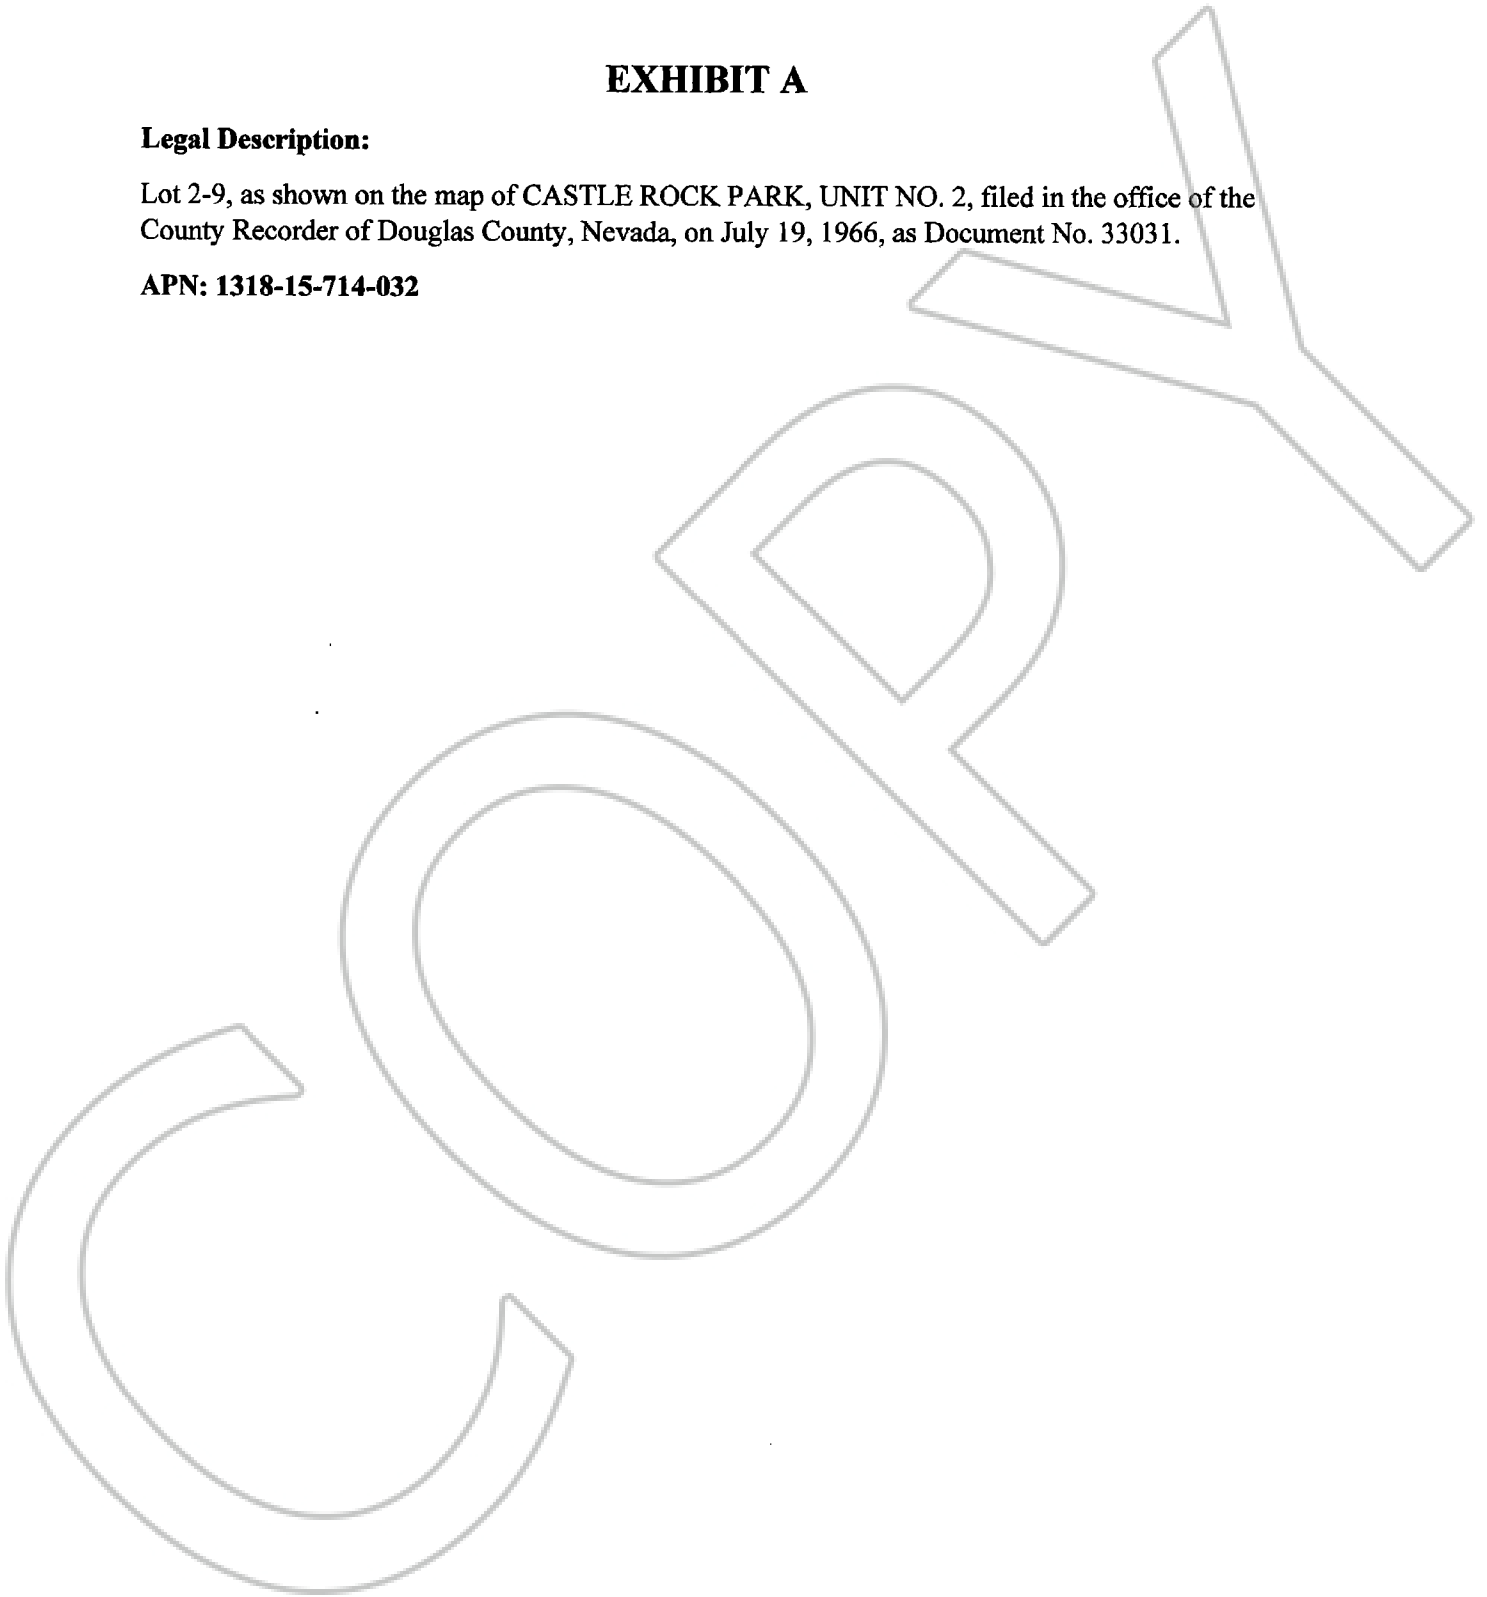 EXHIBIT A
Legal Description:
Lot 2-9, as shown on the map of CASTLE ROCK PARK, UNIT NO. 2, filed in the office of the
County Recorder of Douglas County, Nevada, on July 19, 1966, as Document No. 33031.
APN: 1318-15-714-032
COPY